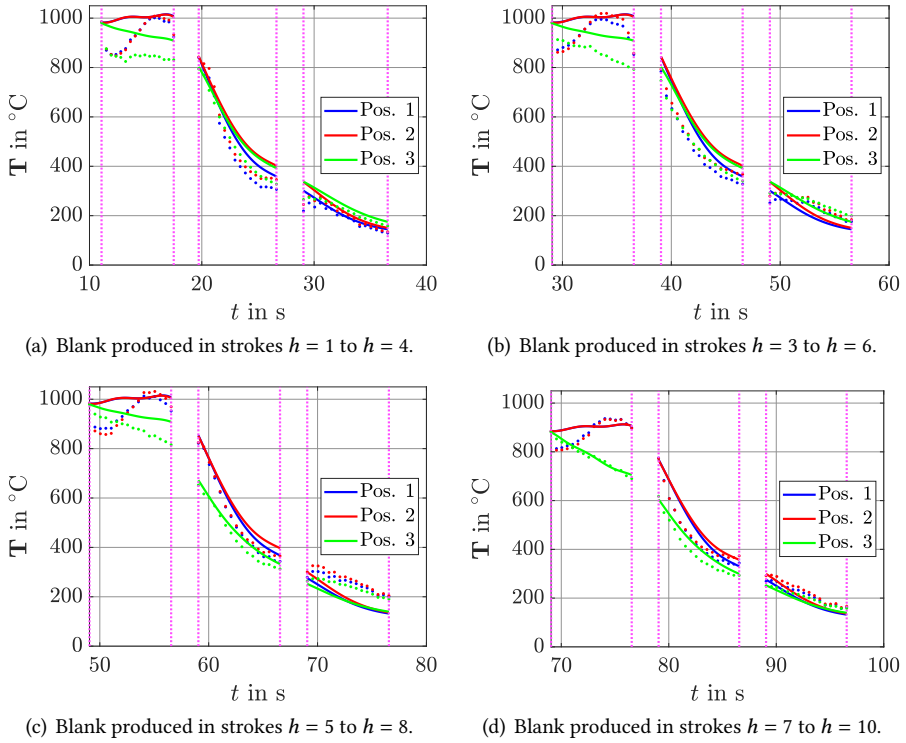 1000
800
600
400
200
0
T in °C
Pos. 1
Pos. 2
Pos. 3
10 20 30 40
t in s
(a) Blank produced in strokes h = 1 to h = 4.
1000
800
600
400
200
0
T in °C
Pos. 1
Pos. 2
Pos. 3
30 40 50 60
t in s
(b) Blank produced in strokes h = 3 to h = 6.
1000
800
600
400
200
0
T in °C
Pos. 1
Pos. 2
Pos. 3
50 60 70 80
t in s
(c) Blank produced in strokes h = 5 to h = 8.
1000
800
600
400
200
0
T in °C
Pos. 1
Pos. 2
Pos. 3
70 80 90 100
t in s
(d) Blank produced in strokes h = 7 to h = 10.